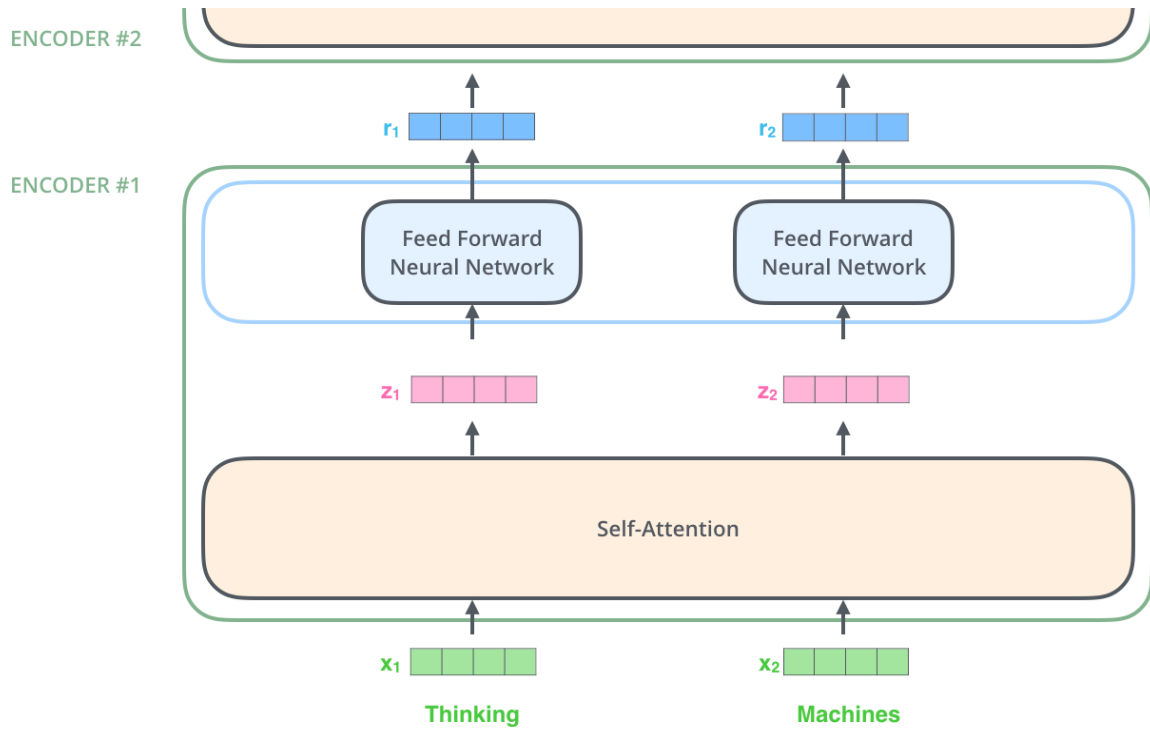 ENCODER #2
r₁
r₂
ENCODER #1
Feed Forward
Neural Network
Feed Forward
Neural Network
z₁
z₂
Self-Attention
x₁
x₂
Thinking
Machines